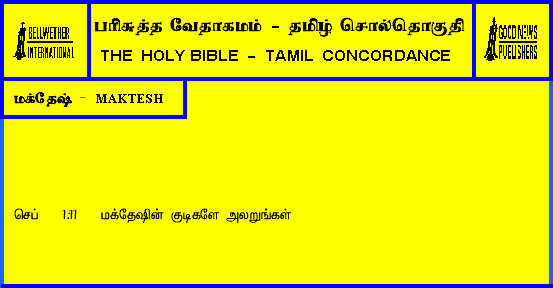 BELLWETHER
INTERNATIONAL
பரிசுத்த வேதாகமம் - தமிழ் சொல்தொகுதி
THE HOLY BIBLE - TAMIL CONCORDANCE
GOOD NEWS
PUBLISHERS
மக்தேஷ் - MAKTESH
செப் 1:11 மக்தேஷின் குடிகளே அலறுங்கள்